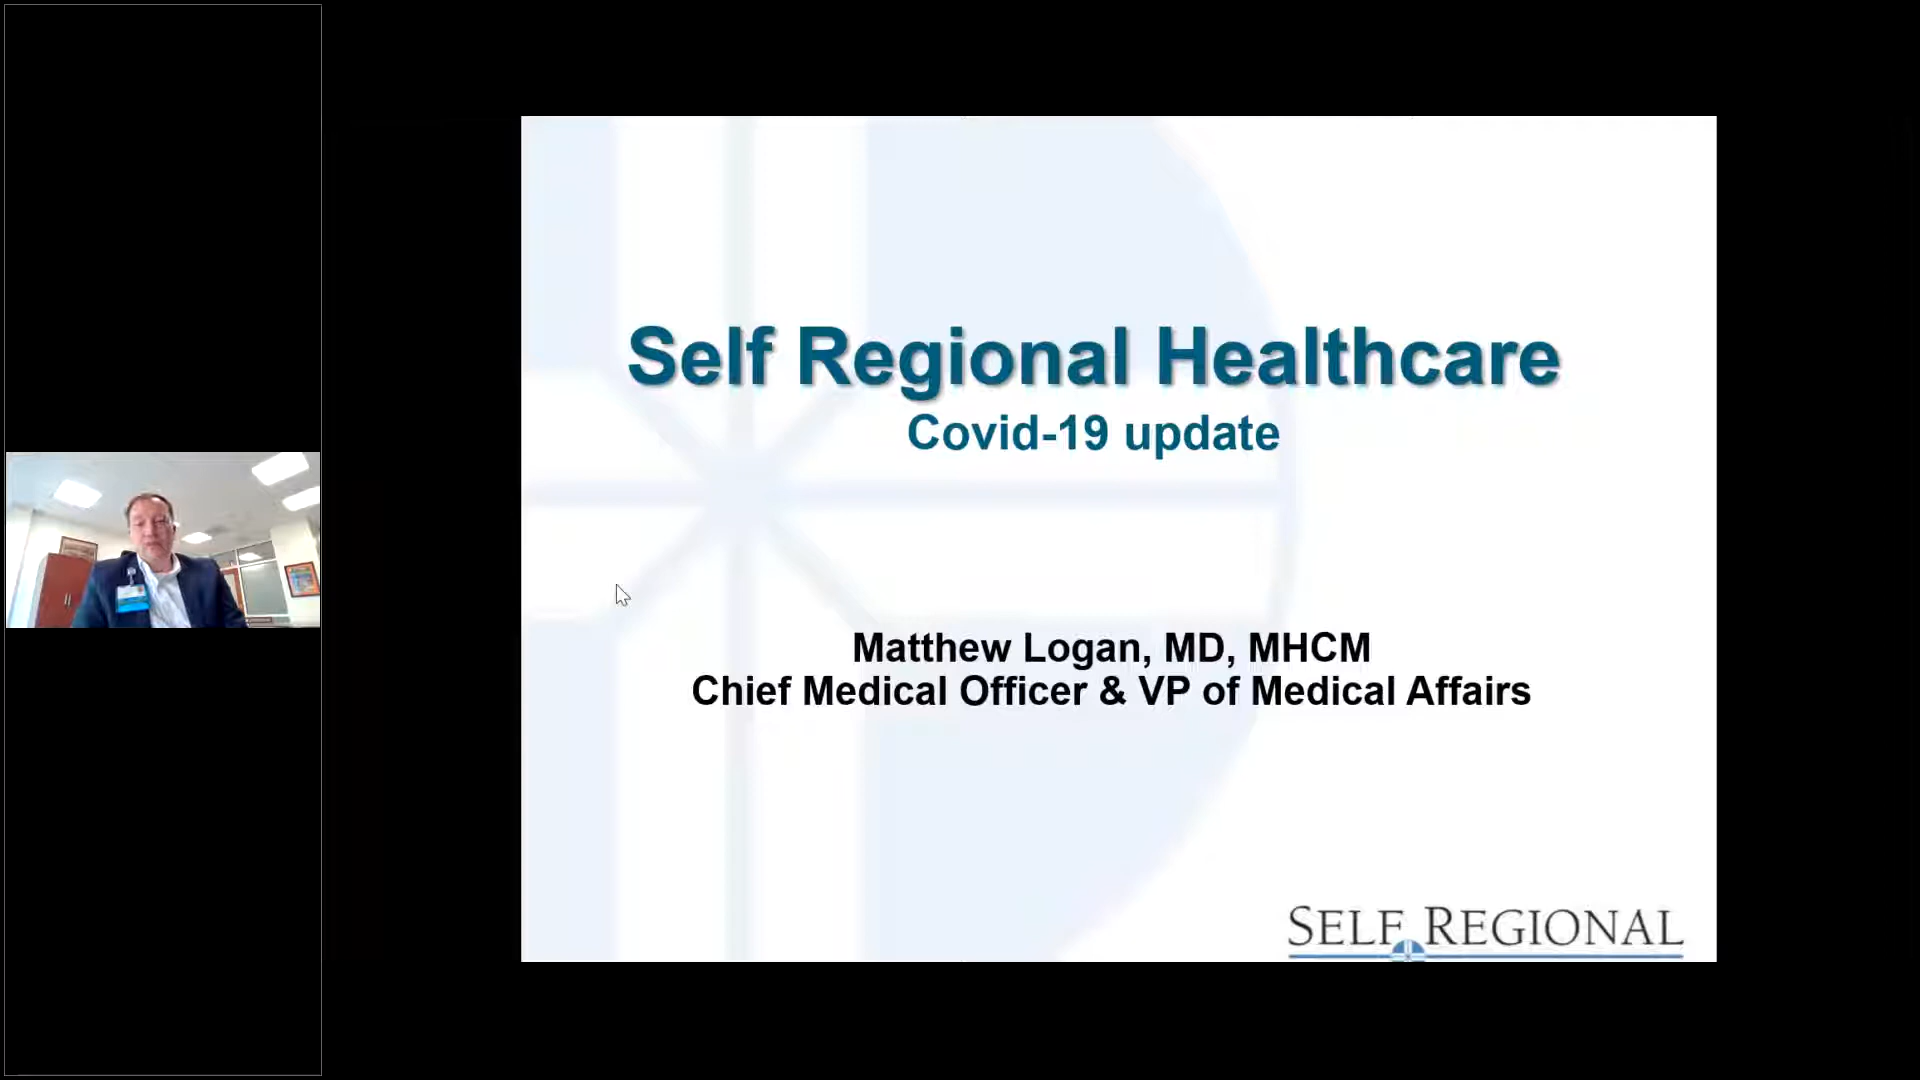 Self Regional Healthcare
Covid-19 update
Matthew Logan, MD, MHCM
Chief Medical Officer & VP of Medical Affairs
SELF REGIONAL